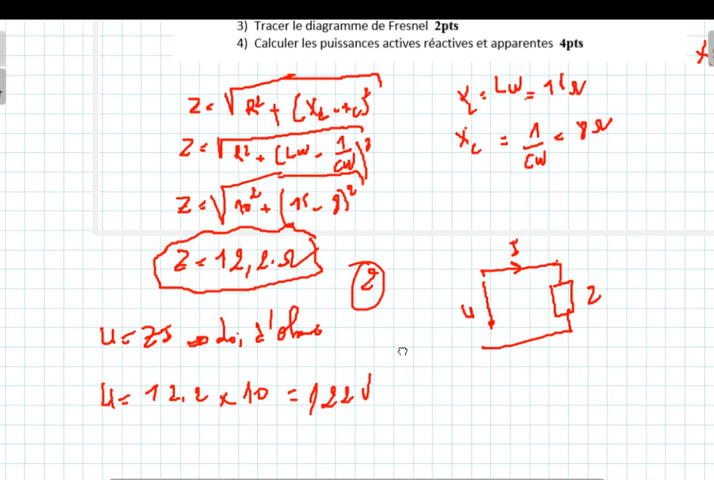 3) Tracer le diagramme de Fresnel 2pts
4) Calculer les puissances actives réactives et apparentes 4pts
Z = √R² + (XL - Xc)²
XL = Lω = 15Ω
Xc = 1/Cω = 8Ω
Z = √R² + (Lω - 1/Cω)²
Z = √10² + (15 - 8)²
Z = 12,2.Ω
2
I
U
Z
U = ZI loi d'ohm
U = 12.2 x 10 = 122V